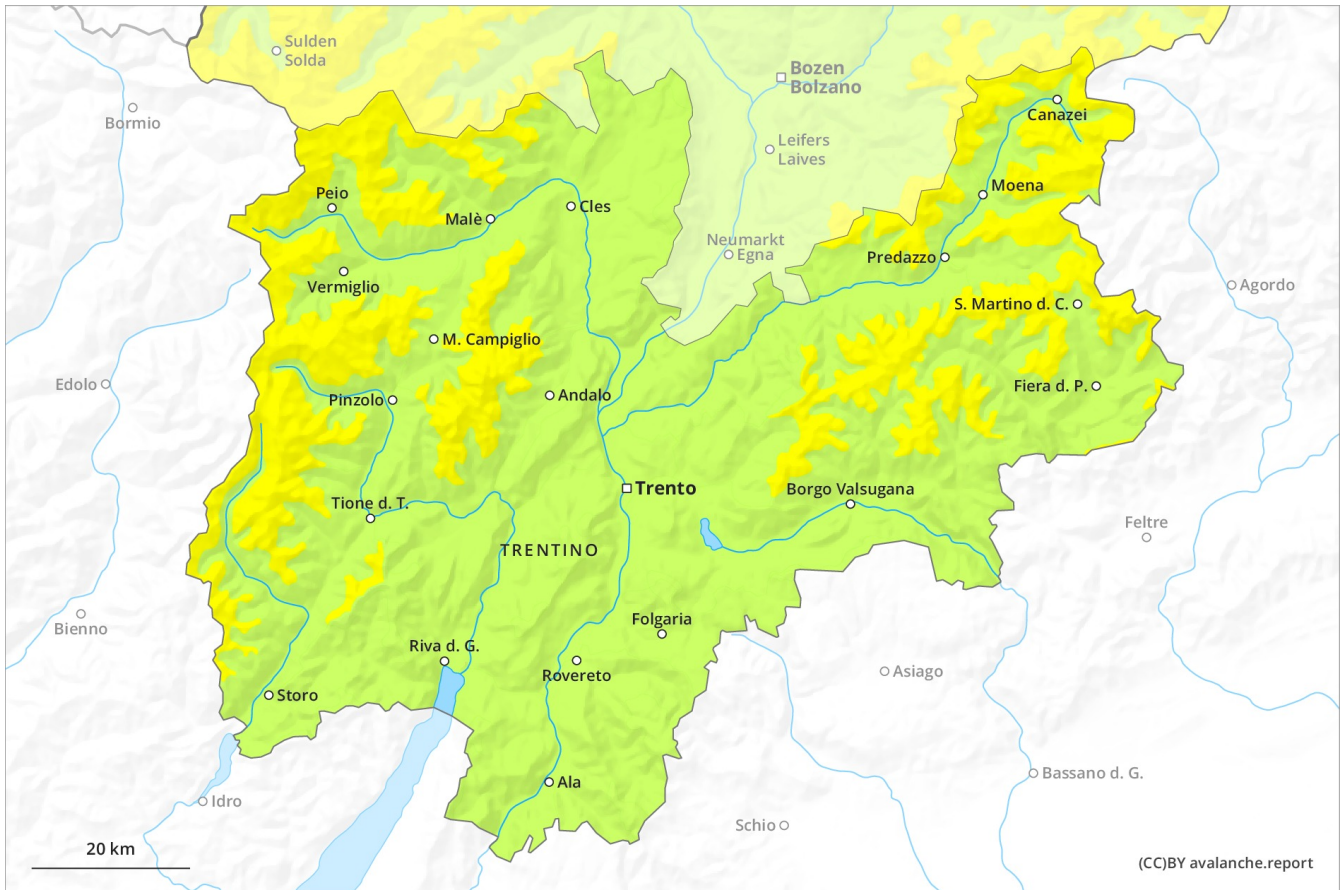 Sulden
Solda
Bozen
Bolzano
Bormio
Canazei
Leifers
Laives
Peio
Moena
Malè
Cles
Neumarkt
Egna
Predazzo
Vermiglio
Agordo
S. Martino d. C.
M. Campiglio
Edolo
Fiera d. P.
Pinzolo
Andalo
Trento
Borgo Valsugana
Tione d. T.
Feltre
TRENTINO
Bienno
Folgaria
Riva d. G.
Asiago
Rovereto
Storo
Bassano d. G.
Ala
Idro
Schio
20 km
(CC)BY avalanche.report